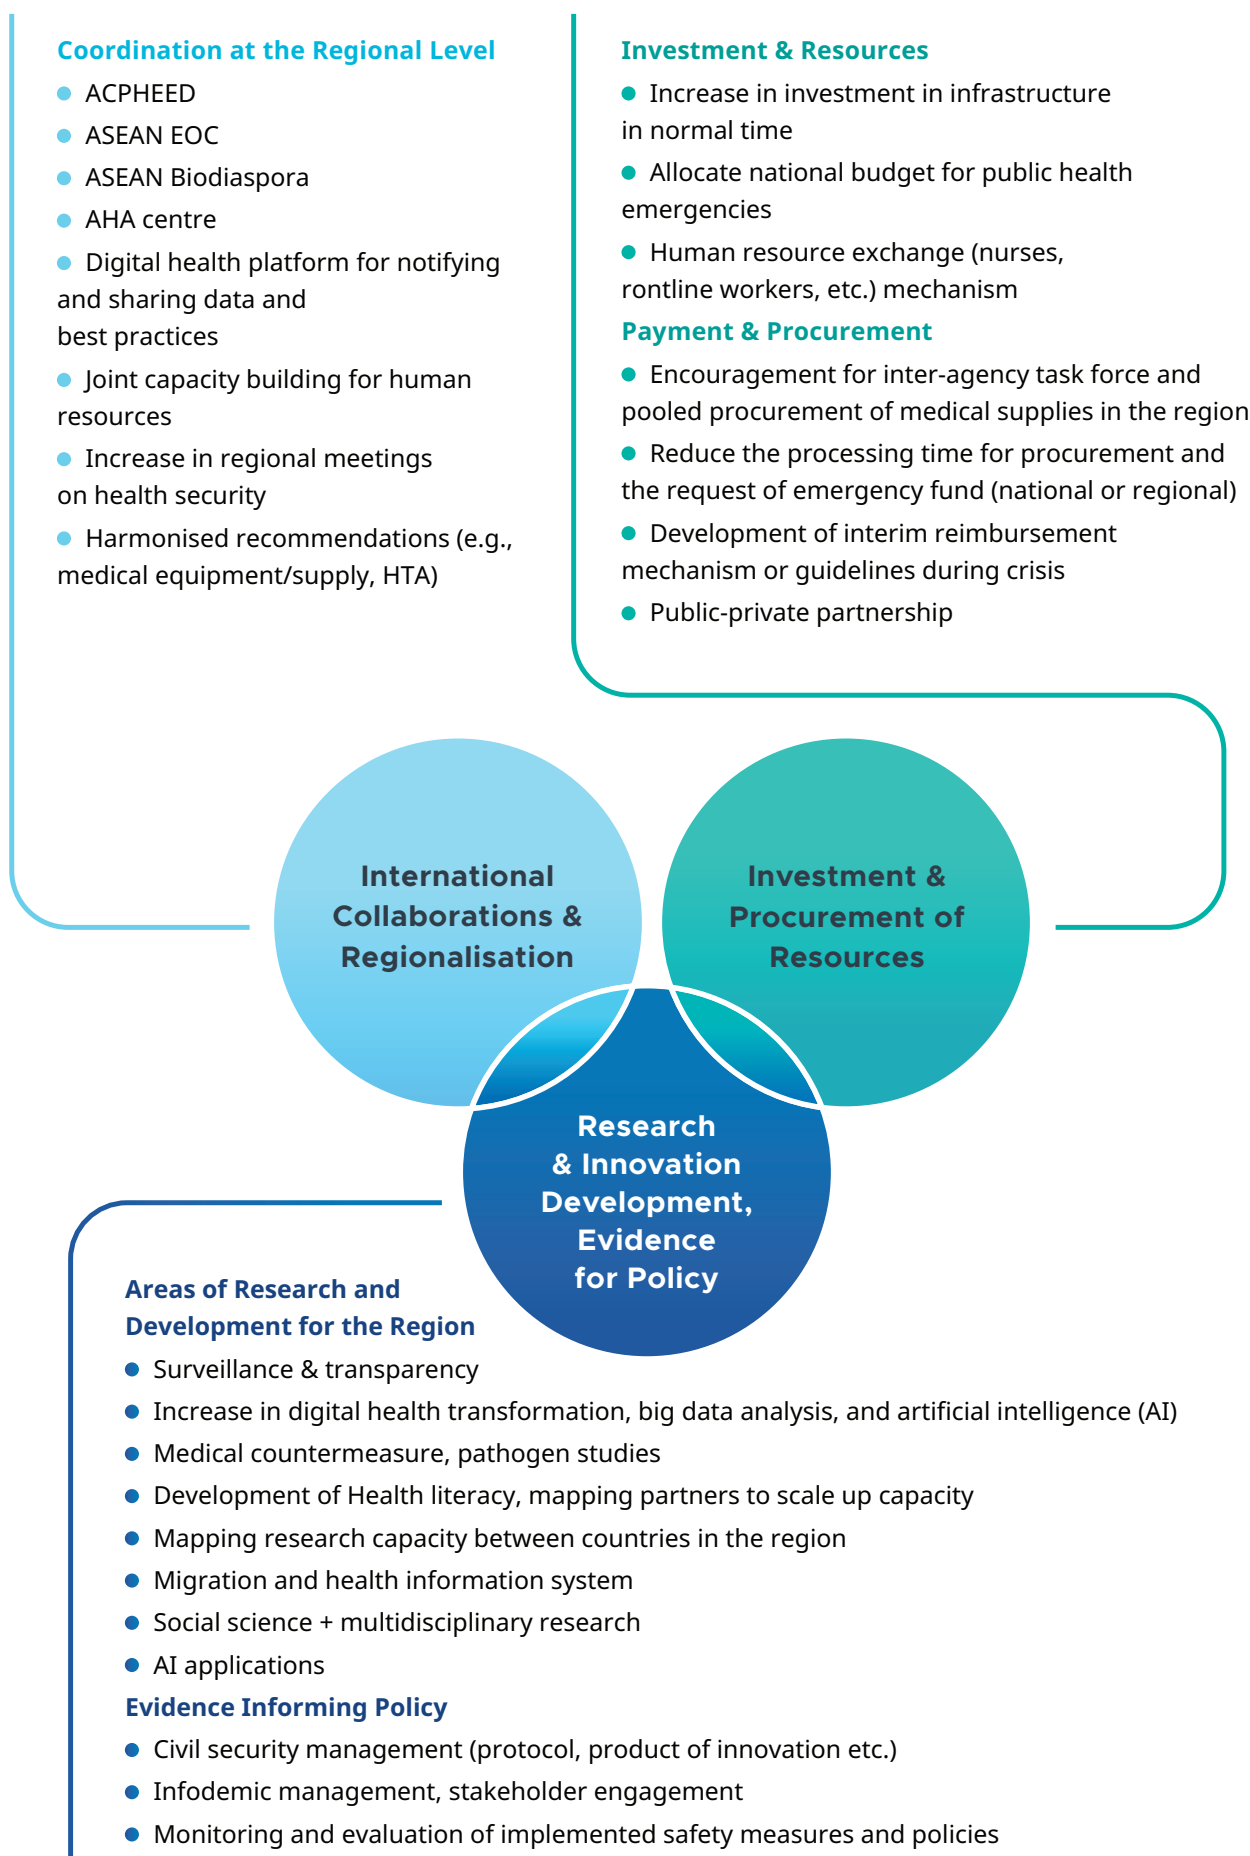 Coordination at the Regional Level
● ACPHEED
● ASEAN EOC
● ASEAN Biodiaspora
● AHA centre
● Digital health platform for notifying
and sharing data and
best practices
● Joint capacity building for human
resources
● Increase in regional meetings
on health security
● Harmonised recommendations (e.g.,
medical equipment/supply, HTA)
Investment & Resources
● Increase in investment in infrastructure
in normal time
● Allocate national budget for public health
emergencies
● Human resource exchange (nurses,
rontline workers, etc.) mechanism
Payment & Procurement
● Encouragement for inter-agency task force and
pooled procurement of medical supplies in the region
● Reduce the processing time for procurement and
the request of emergency fund (national or regional)
● Development of interim reimbursement
mechanism or guidelines during crisis
● Public-private partnership
International
Collaborations &
Regionalisation
Investment &
Procurement of
Resources
Research
& Innovation
Development,
Evidence
for Policy
Areas of Research and
Development for the Region
● Surveillance & transparency
● Increase in digital health transformation, big data analysis, and artificial intelligence (AI)
● Medical countermeasure, pathogen studies
● Development of Health literacy, mapping partners to scale up capacity
● Mapping research capacity between countries in the region
● Migration and health information system
● Social science + multidisciplinary research
● AI applications
Evidence Informing Policy
● Civil security management (protocol, product of innovation etc.)
● Infodemic management, stakeholder engagement
● Monitoring and evaluation of implemented safety measures and policies